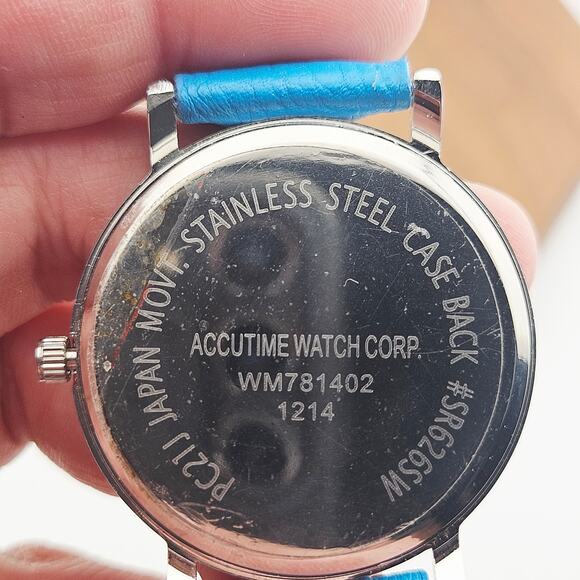 PC21J JAPAN MOVT. STAINLESS STEEL CASE BACK #SR626SW
ACCUTIME WATCH CORP.
WM781402
1214